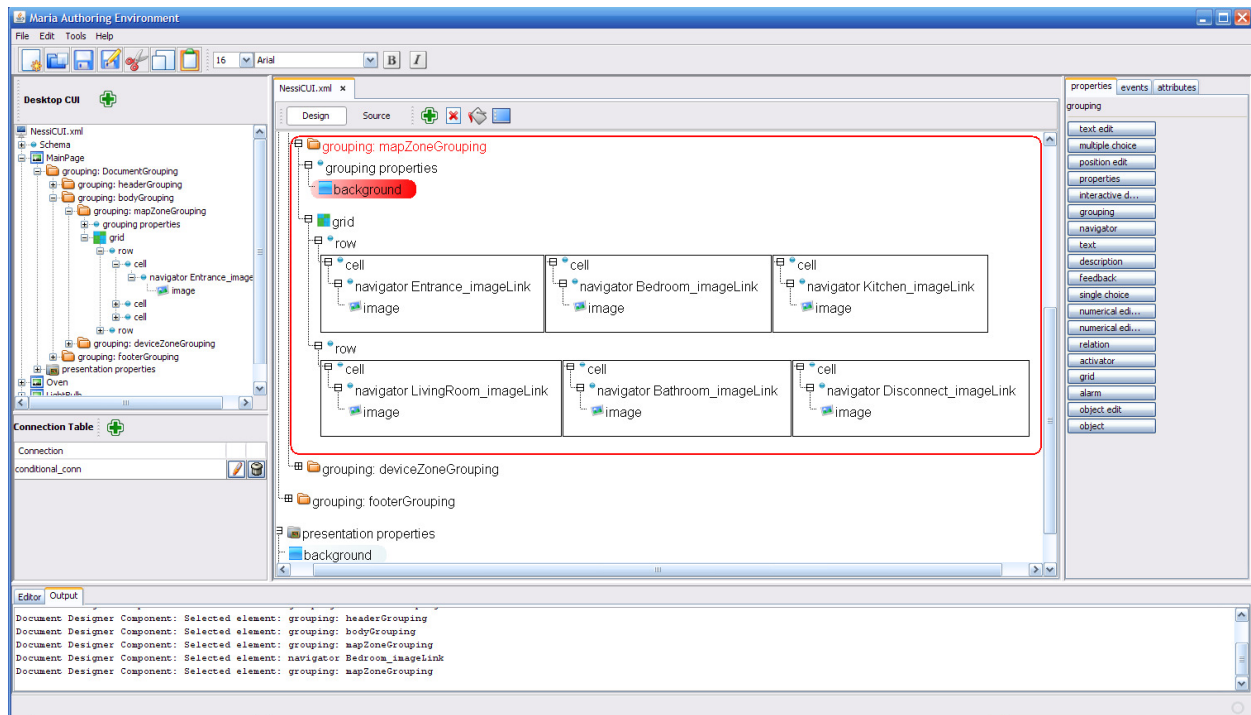 Maria Authoring Environment
File Edit Tools Help
16 Arial B I
Desktop CUI
NessiCUI.xml
Schema
MainPage
grouping: DocumentGrouping
grouping: headerGrouping
grouping: bodyGrouping
grouping: mapZoneGrouping
grouping properties
grid
row
cell
navigator Entrance_image
image
cell
cell
row
grouping: deviceZoneGrouping
grouping: footerGrouping
presentation properties
Oven
LightBulb
Connection Table
Connection
conditional_conn
NessiCUI.xml x
Design Source
grouping: mapZoneGrouping
grouping properties
background
grid
row
cell cell cell
navigator Entrance_imageLink navigator Bedroom_imageLink navigator Kitchen_imageLink
image image image
row
cell cell cell
navigator LivingRoom_imageLink navigator Bathroom_imageLink navigator Disconnect_imageLink
image image image
grouping: deviceZoneGrouping
grouping: footerGrouping
presentation properties
background
properties events attributes
grouping
text edit
multiple choice
position edit
properties
interactive d...
grouping
navigator
text
description
feedback
single choice
numerical edi...
numerical edi...
relation
activator
grid
alarm
object edit
object
Editor Output
Document Designer Component: Selected element: grouping: headerGrouping
Document Designer Component: Selected element: grouping: bodyGrouping
Document Designer Component: Selected element: grouping: mapZoneGrouping
Document Designer Component: Selected element: navigator Bedroom_imageLink
Document Designer Component: Selected element: grouping: mapZoneGrouping